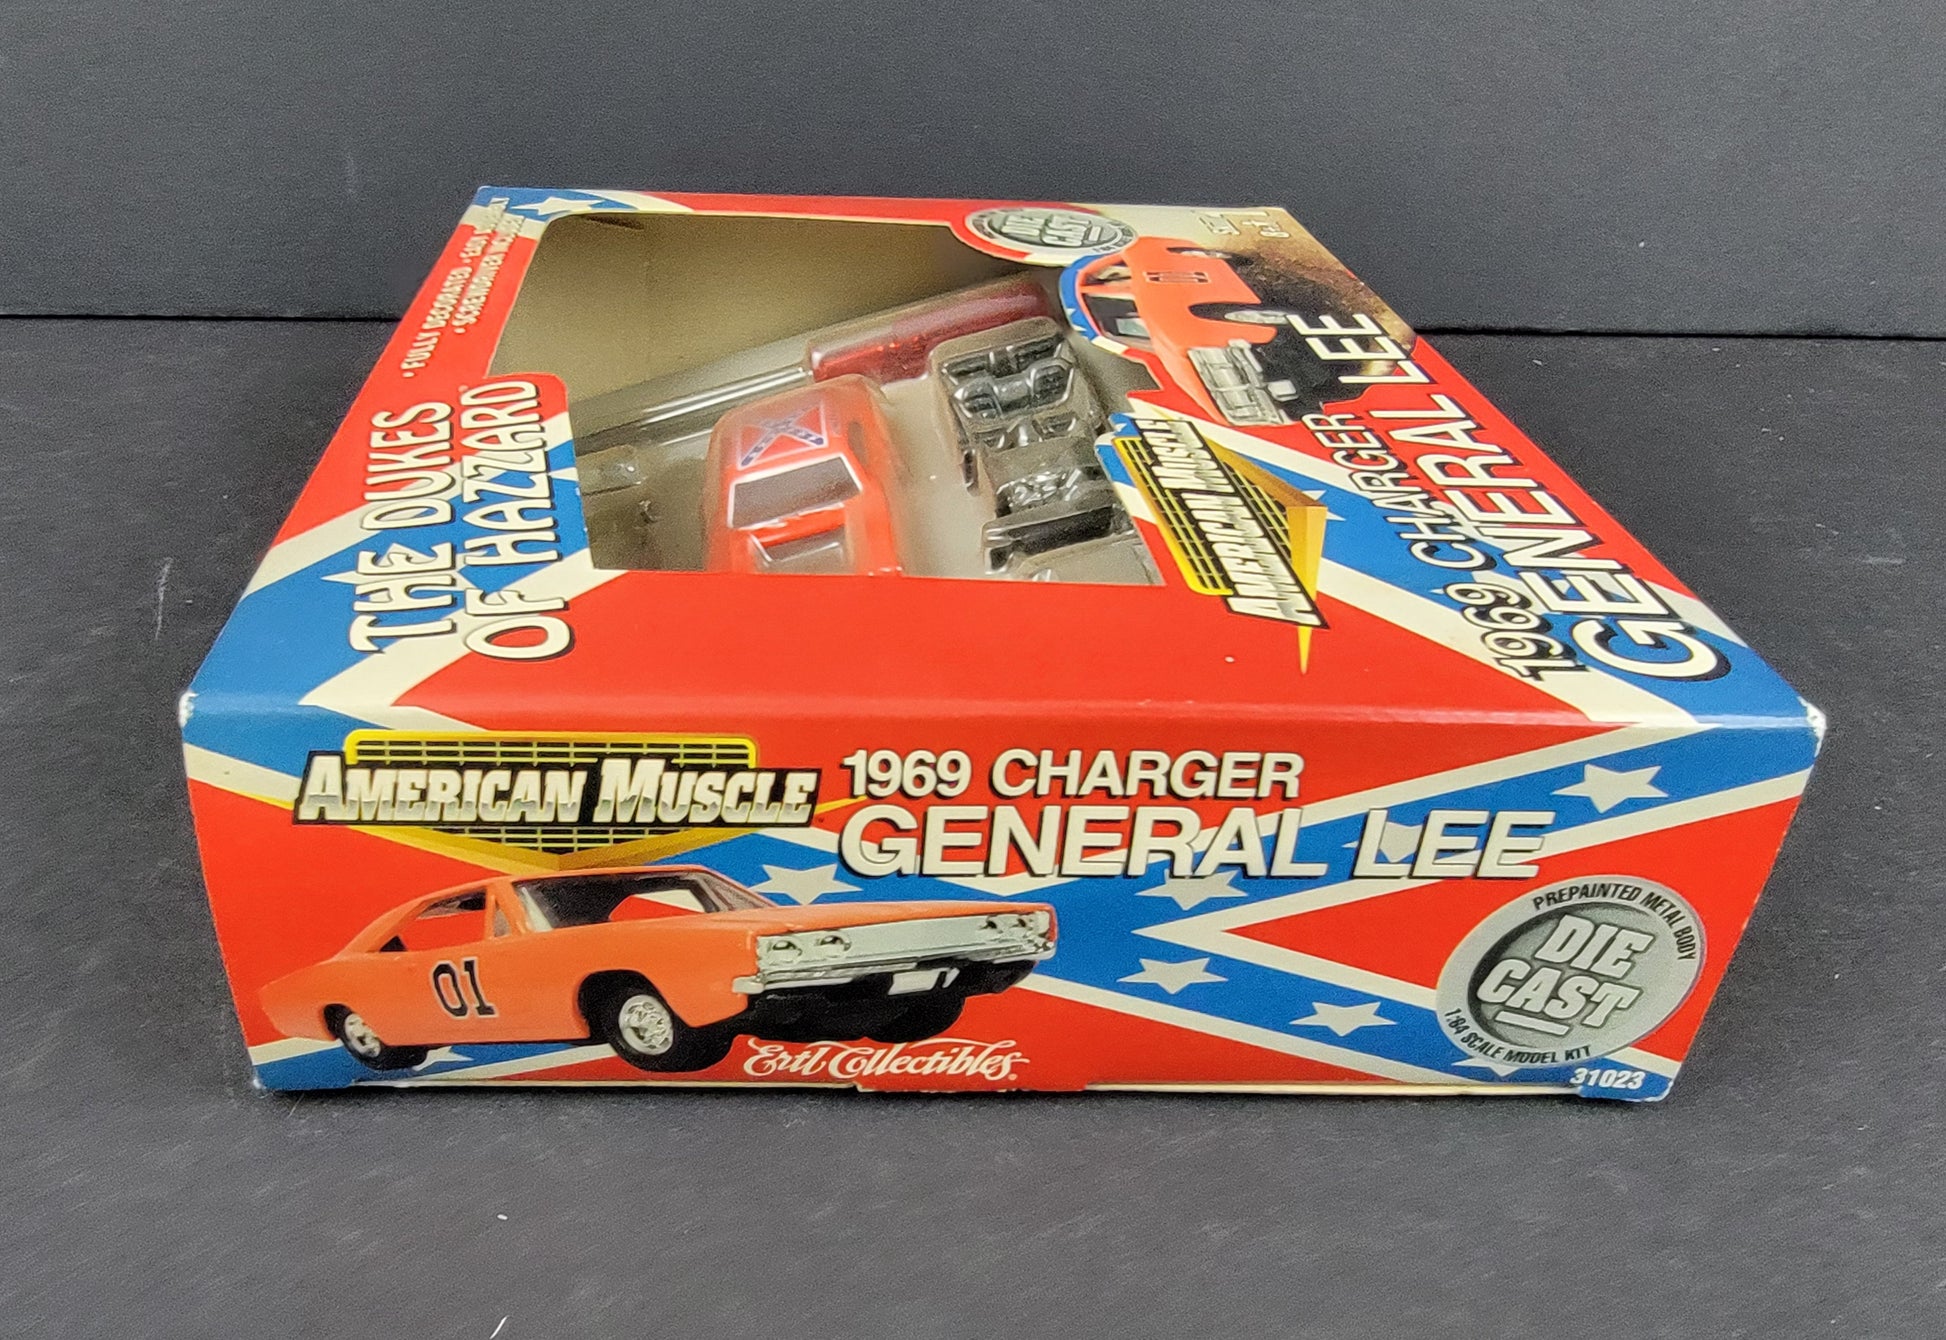 • FULLY DECORATED • EASY
• SCREWDRIVER INCLUDED
THE DUKES
OF HAZZARD
DIE
CAST
01
AMERICAN MUSCLE
1969 CHARGER
GENERAL LEE
AMERICAN MUSCLE
1969 CHARGER
GENERAL LEE
01
Ertl Collectibles®
PREPAINTED METAL BODY
DIE
CAST
1:64 SCALE MODEL KIT
31023